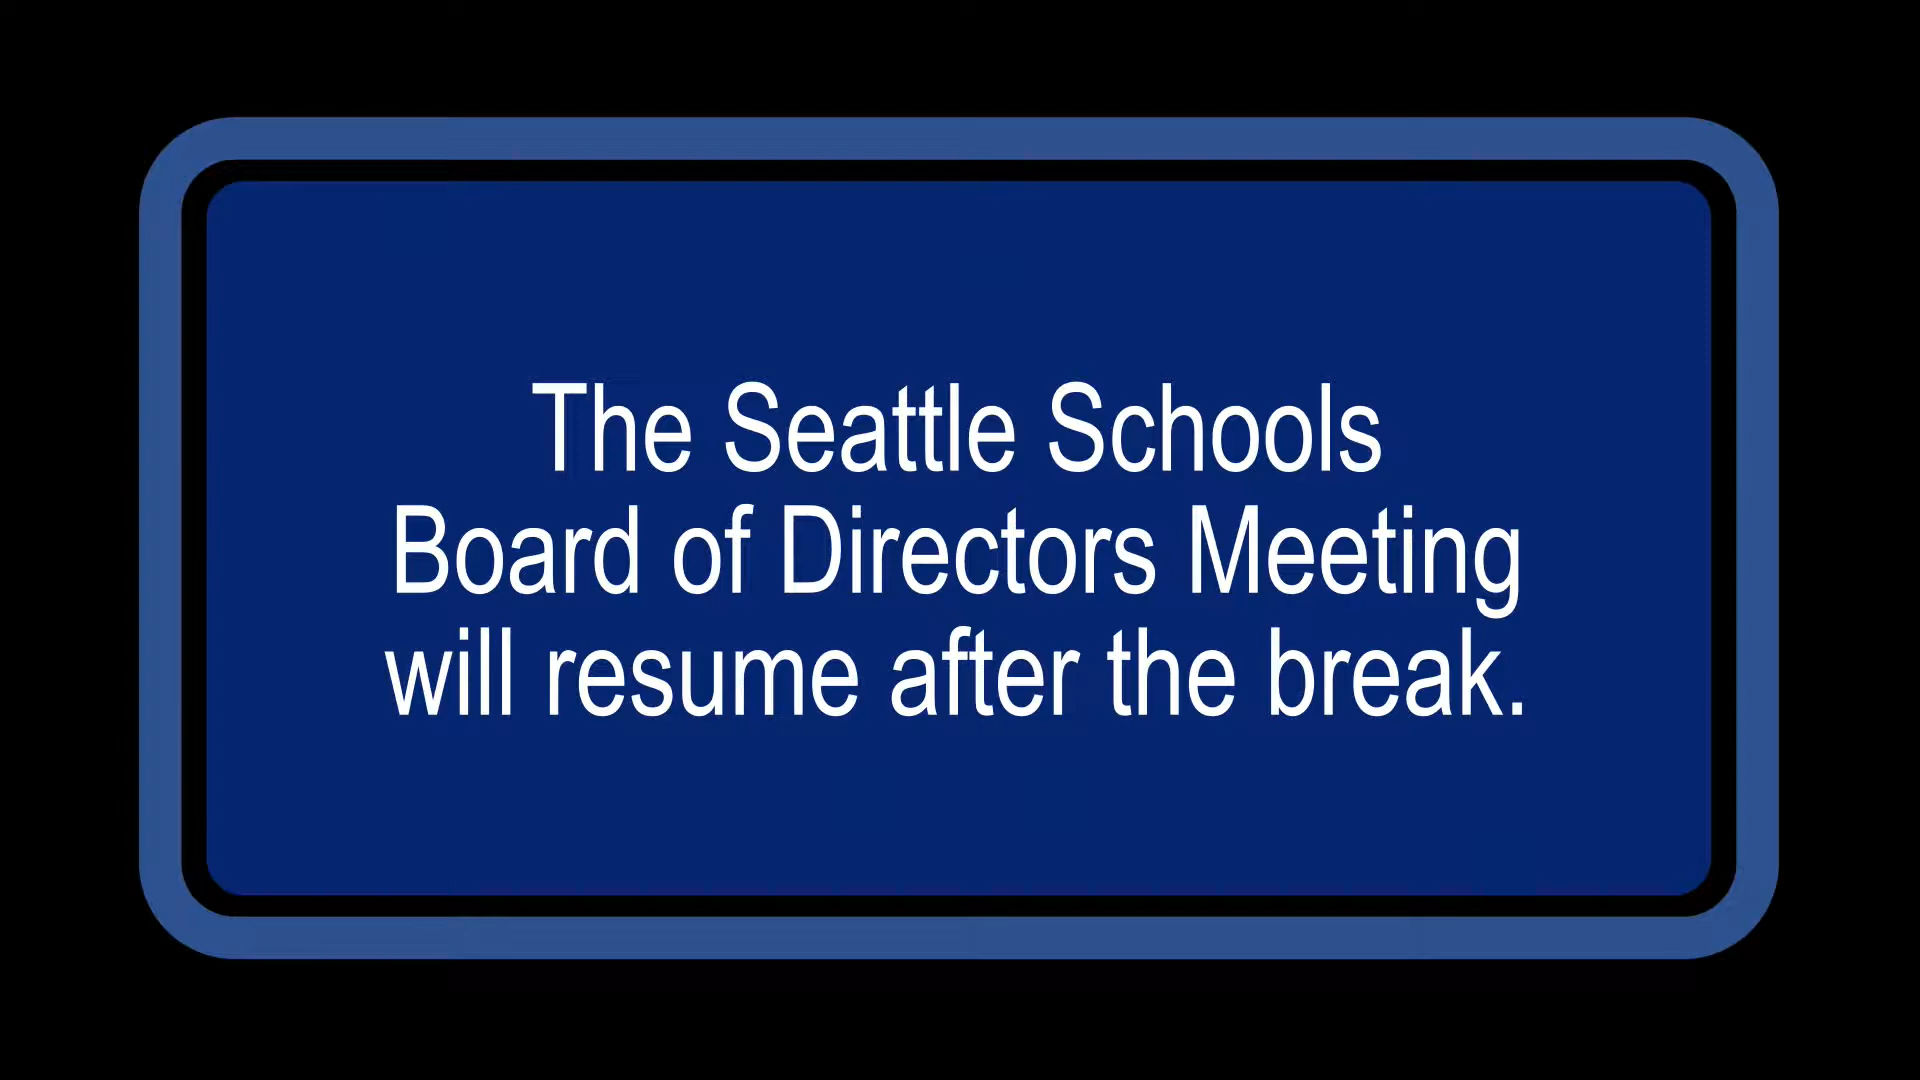 The Seattle Schools
Board of Directors Meeting
will resume after the break.